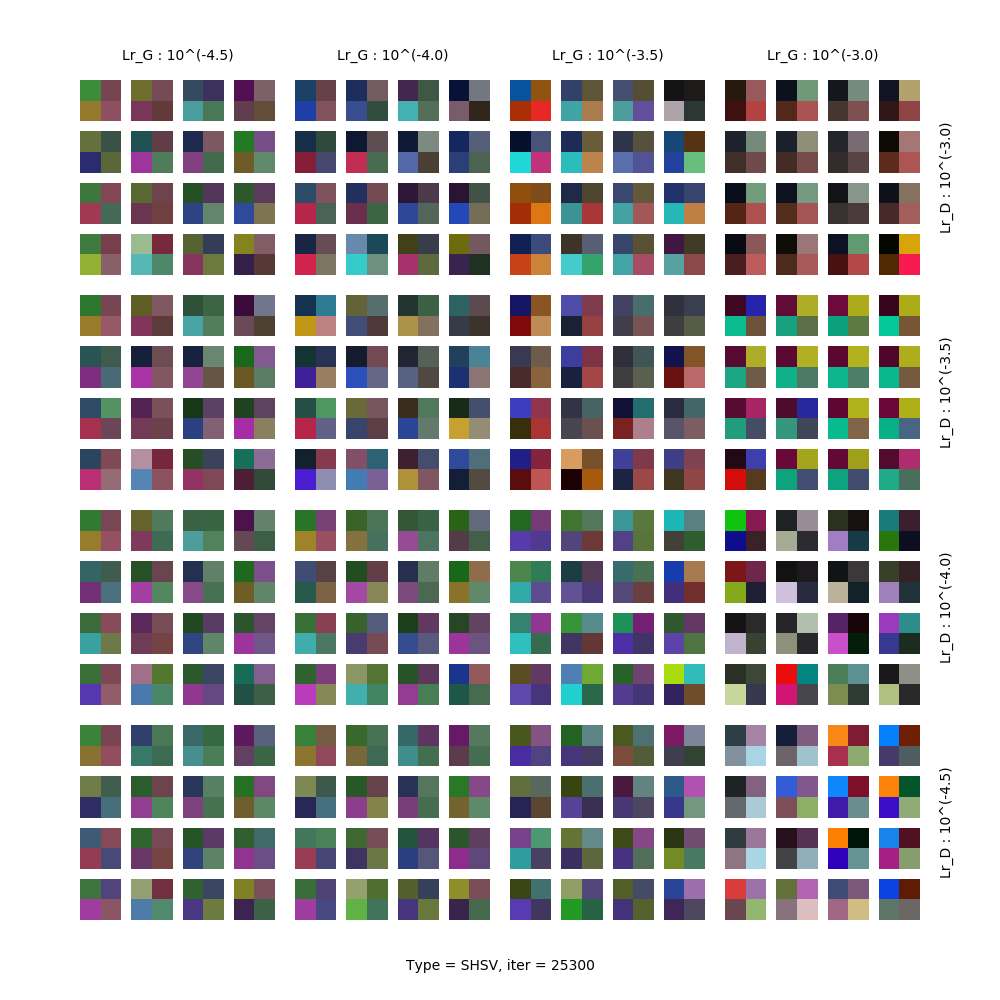 Lr_G : 10^(-4.5)
Lr_G : 10^(-4.0)
Lr_G : 10^(-3.5)
Lr_G : 10^(-3.0)
Lr_D : 10^(-3.0)
Lr_D : 10^(-3.5)
Lr_D : 10^(-4.0)
Lr_D : 10^(-4.5)
Type = SHSV, iter = 25300